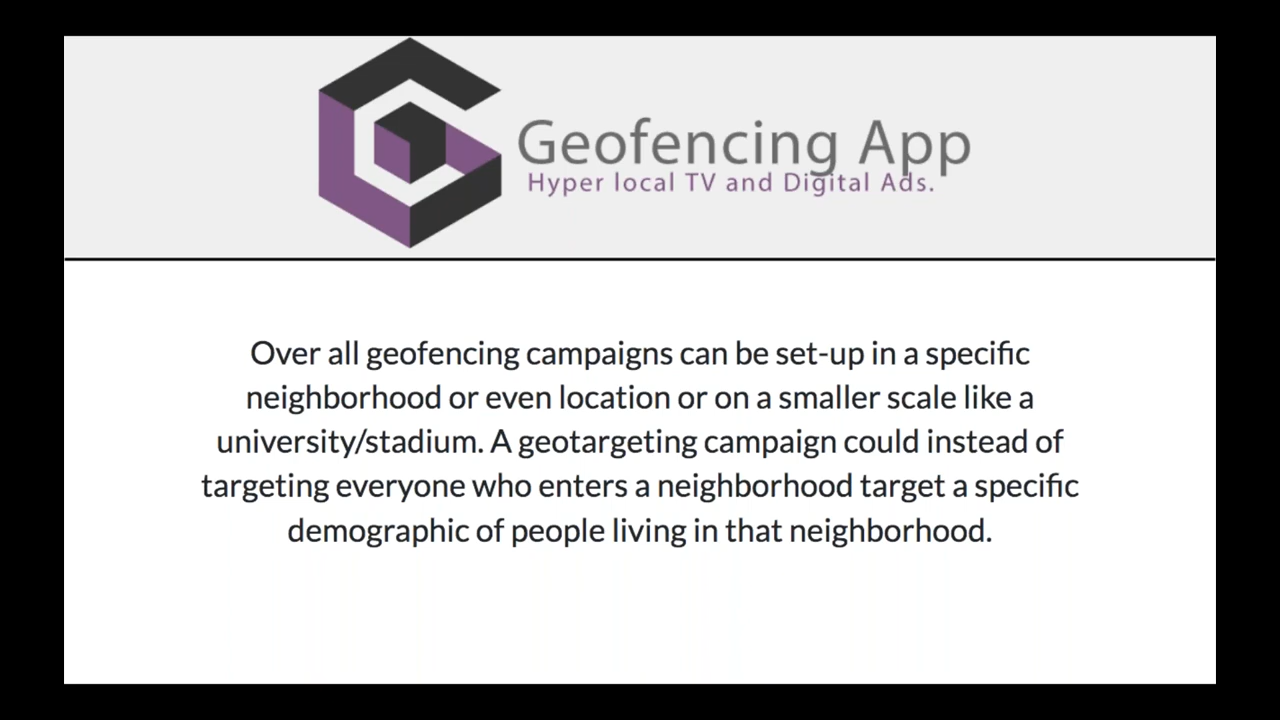 Geofencing App
Hyper local TV and Digital Ads.
Over all geofencing campaigns can be set-up in a specific
neighborhood or even location or on a smaller scale like a
university/stadium. A geotargeting campaign could instead of
targeting everyone who enters a neighborhood target a specific
demographic of people living in that neighborhood.